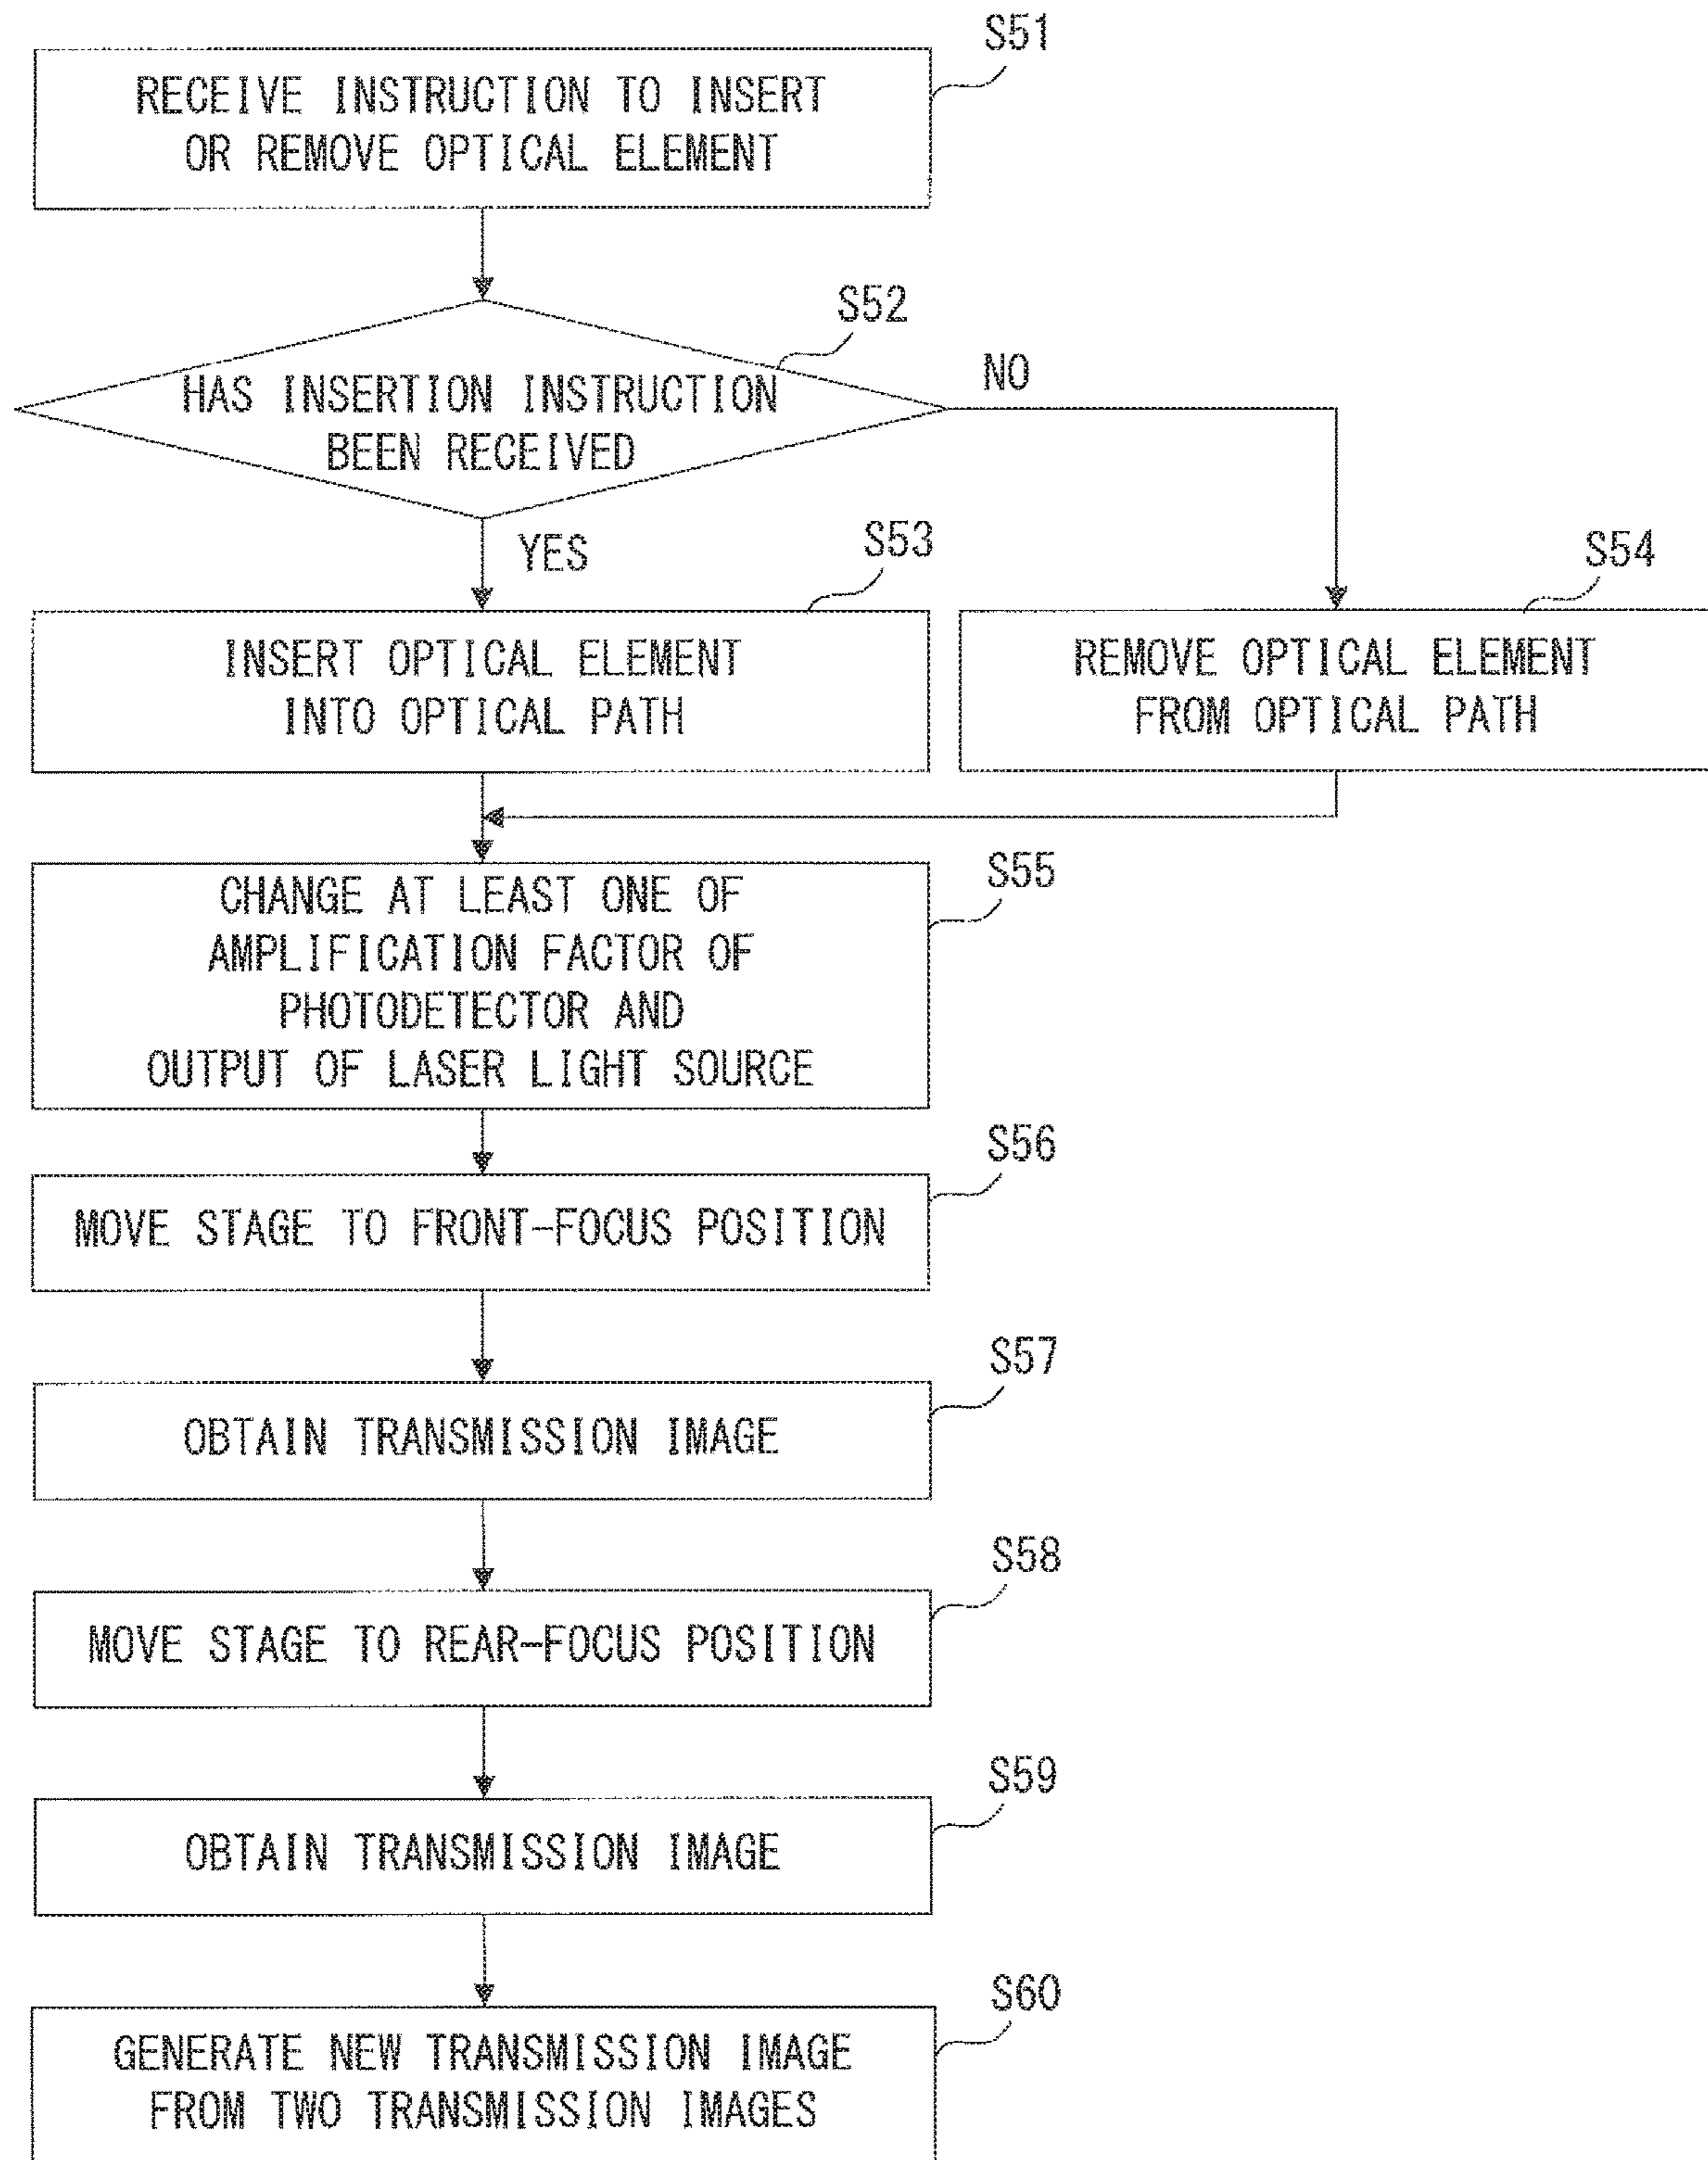 S51
RECEIVE INSTRUCTION TO INSERT
OR REMOVE OPTICAL ELEMENT
S52
HAS INSERTION INSTRUCTION
BEEN RECEIVED
NO
YES
S53
INSERT OPTICAL ELEMENT
INTO OPTICAL PATH
S54
REMOVE OPTICAL ELEMENT
FROM OPTICAL PATH
S55
CHANGE AT LEAST ONE OF
AMPLIFICATION FACTOR OF
PHOTODETECTOR AND
OUTPUT OF LASER LIGHT SOURCE
S56
MOVE STAGE TO FRONT-FOCUS POSITION
S57
OBTAIN TRANSMISSION IMAGE
S58
MOVE STAGE TO REAR-FOCUS POSITION
S59
OBTAIN TRANSMISSION IMAGE
S60
GENERATE NEW TRANSMISSION IMAGE
FROM TWO TRANSMISSION IMAGES